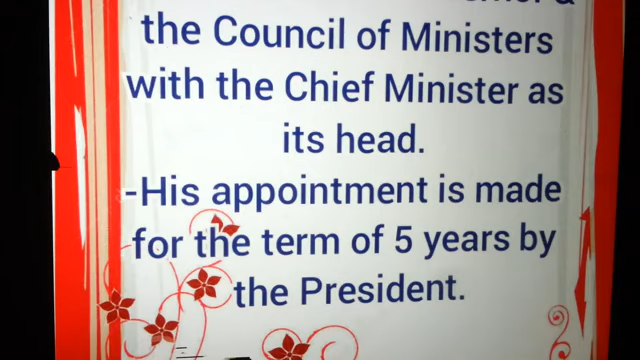 the Council of Ministers
with the Chief Minister as
its head.
-His appointment is made
for the term of 5 years by
the President.